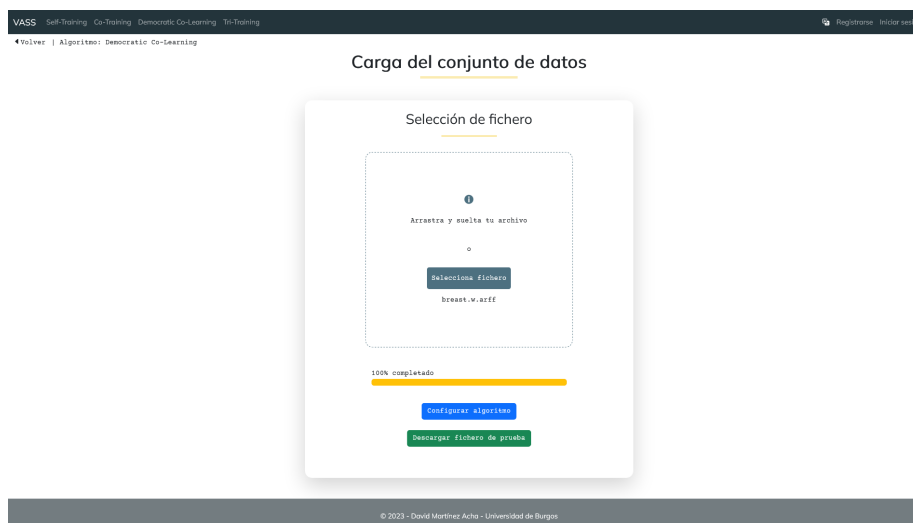 VASS Self-Training Co-Training Democratic Co-Learning Tri-Training Registrarse Iniciar sesi
Volver | Algoritmo: Democratic Co-Learning
Carga del conjunto de datos
Selección de fichero
Arrastra y suelta tu archivo
o
Selecciona fichero
breast.w.arff
100% completado
Configurar algoritmo
Descargar fichero de prueba
© 2023 - David Martínez Acha - Universidad de Burgos